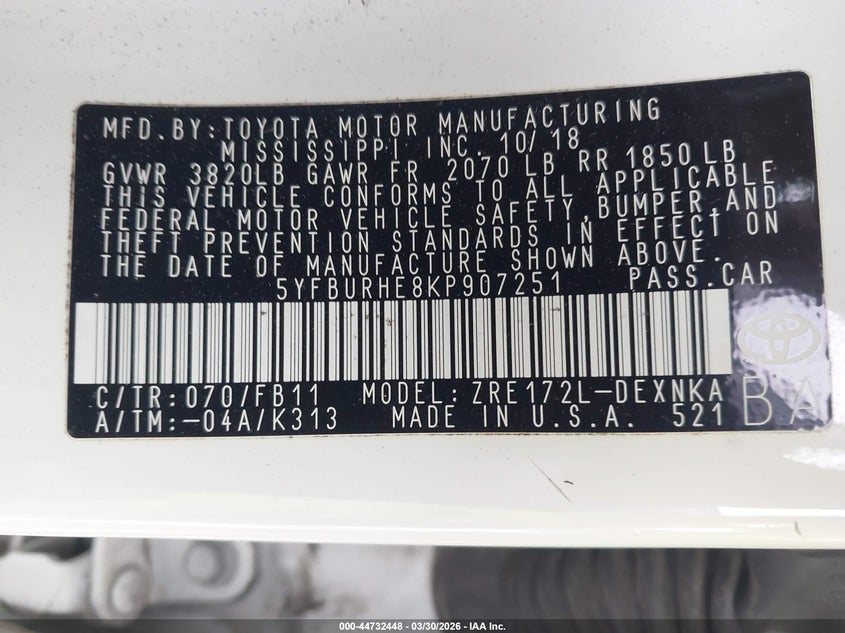 MFD.BY:TOYOTA MOTOR MANUFACTURING
MISSISSIPPI INC. 10/18
GVWR 3820LB GAWR FR 2070 LB RR 1850LB
THIS VEHICLE CONFORMS TO ALL APPLICABLE
FEDERAL MOTOR VEHICLE SAFETY,BUMPER,AND
THEFT PREVENTION STANDARDS IN EFFECT ON
THE DATE OF MANUFACTURE SHOWN ABOVE.
5YFBURHE8KP907251 PASS.CAR
C/TR:070/FB11 MODEL:ZRE172L-DEXNKA
A/TM:-04A/K313 MADE IN U.S.A. 521
BA
000-44732448 - 03/30/2026 - IAA Inc.